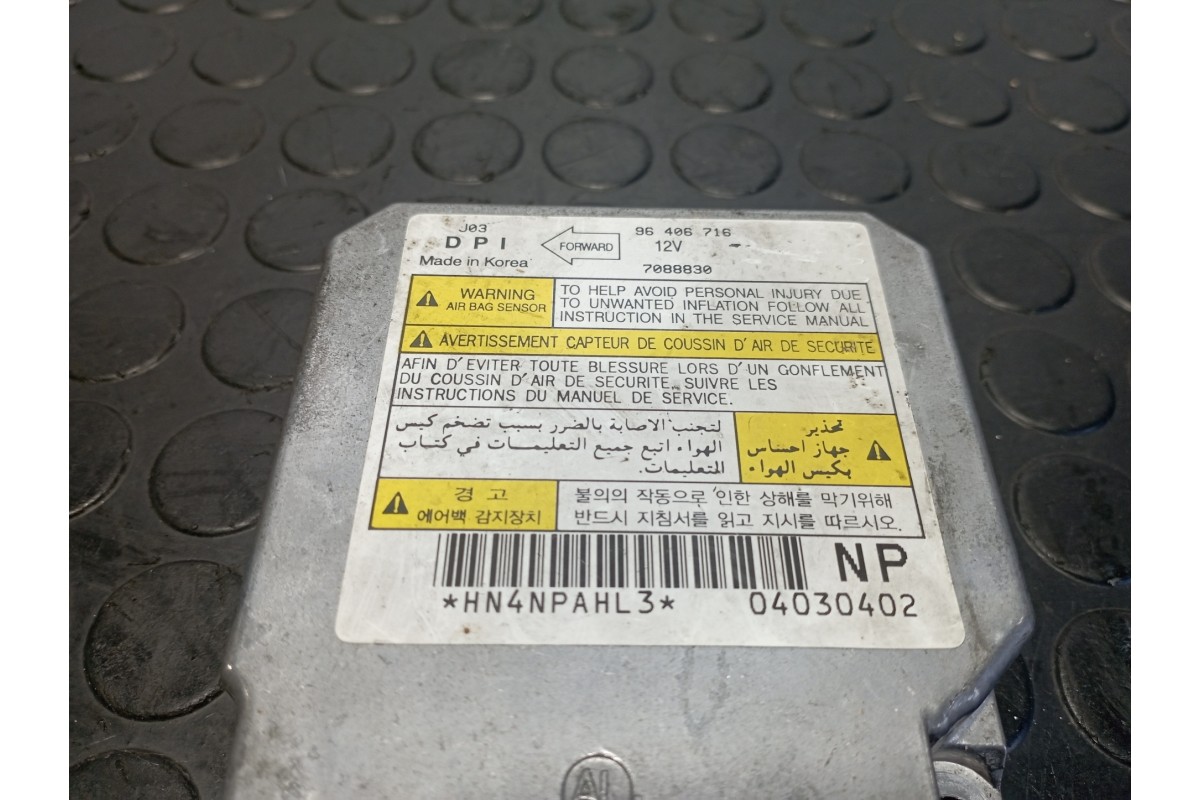 J03
DPI
Made in Korea
FORWARD
96 406 716
12V
7088830
WARNING
AIR BAG SENSOR
TO HELP AVOID PERSONAL INJURY DUE
TO UNWANTED INFLATION FOLLOW ALL
INSTRUCTION IN THE SERVICE MANUAL
AVERTISSEMENT CAPTEUR DE COUSSIN D'AIR DE SECURITE
AFIN D'EVITER TOUTE BLESSURE LORS D'UN GONFLEMENT
DU COUSSIN D'AIR DE SECURITE, SUIVRE LES
INSTRUCTIONS DU MANUEL DE SERVICE.
تحذير
جهاز احساس
بكيس الهواء
لتجنب الاصابة بالضرر بسبب تضخم كيس
الهواء اتبع جميع التعليمات في كتاب
التعليمات.
경 고
에어백 감지장치
불의의 작동으로 인한 상해를 막기위해
반드시 지침서를 읽고 지시를 따르시오.
NP
*HN4NPAHL3*
04030402